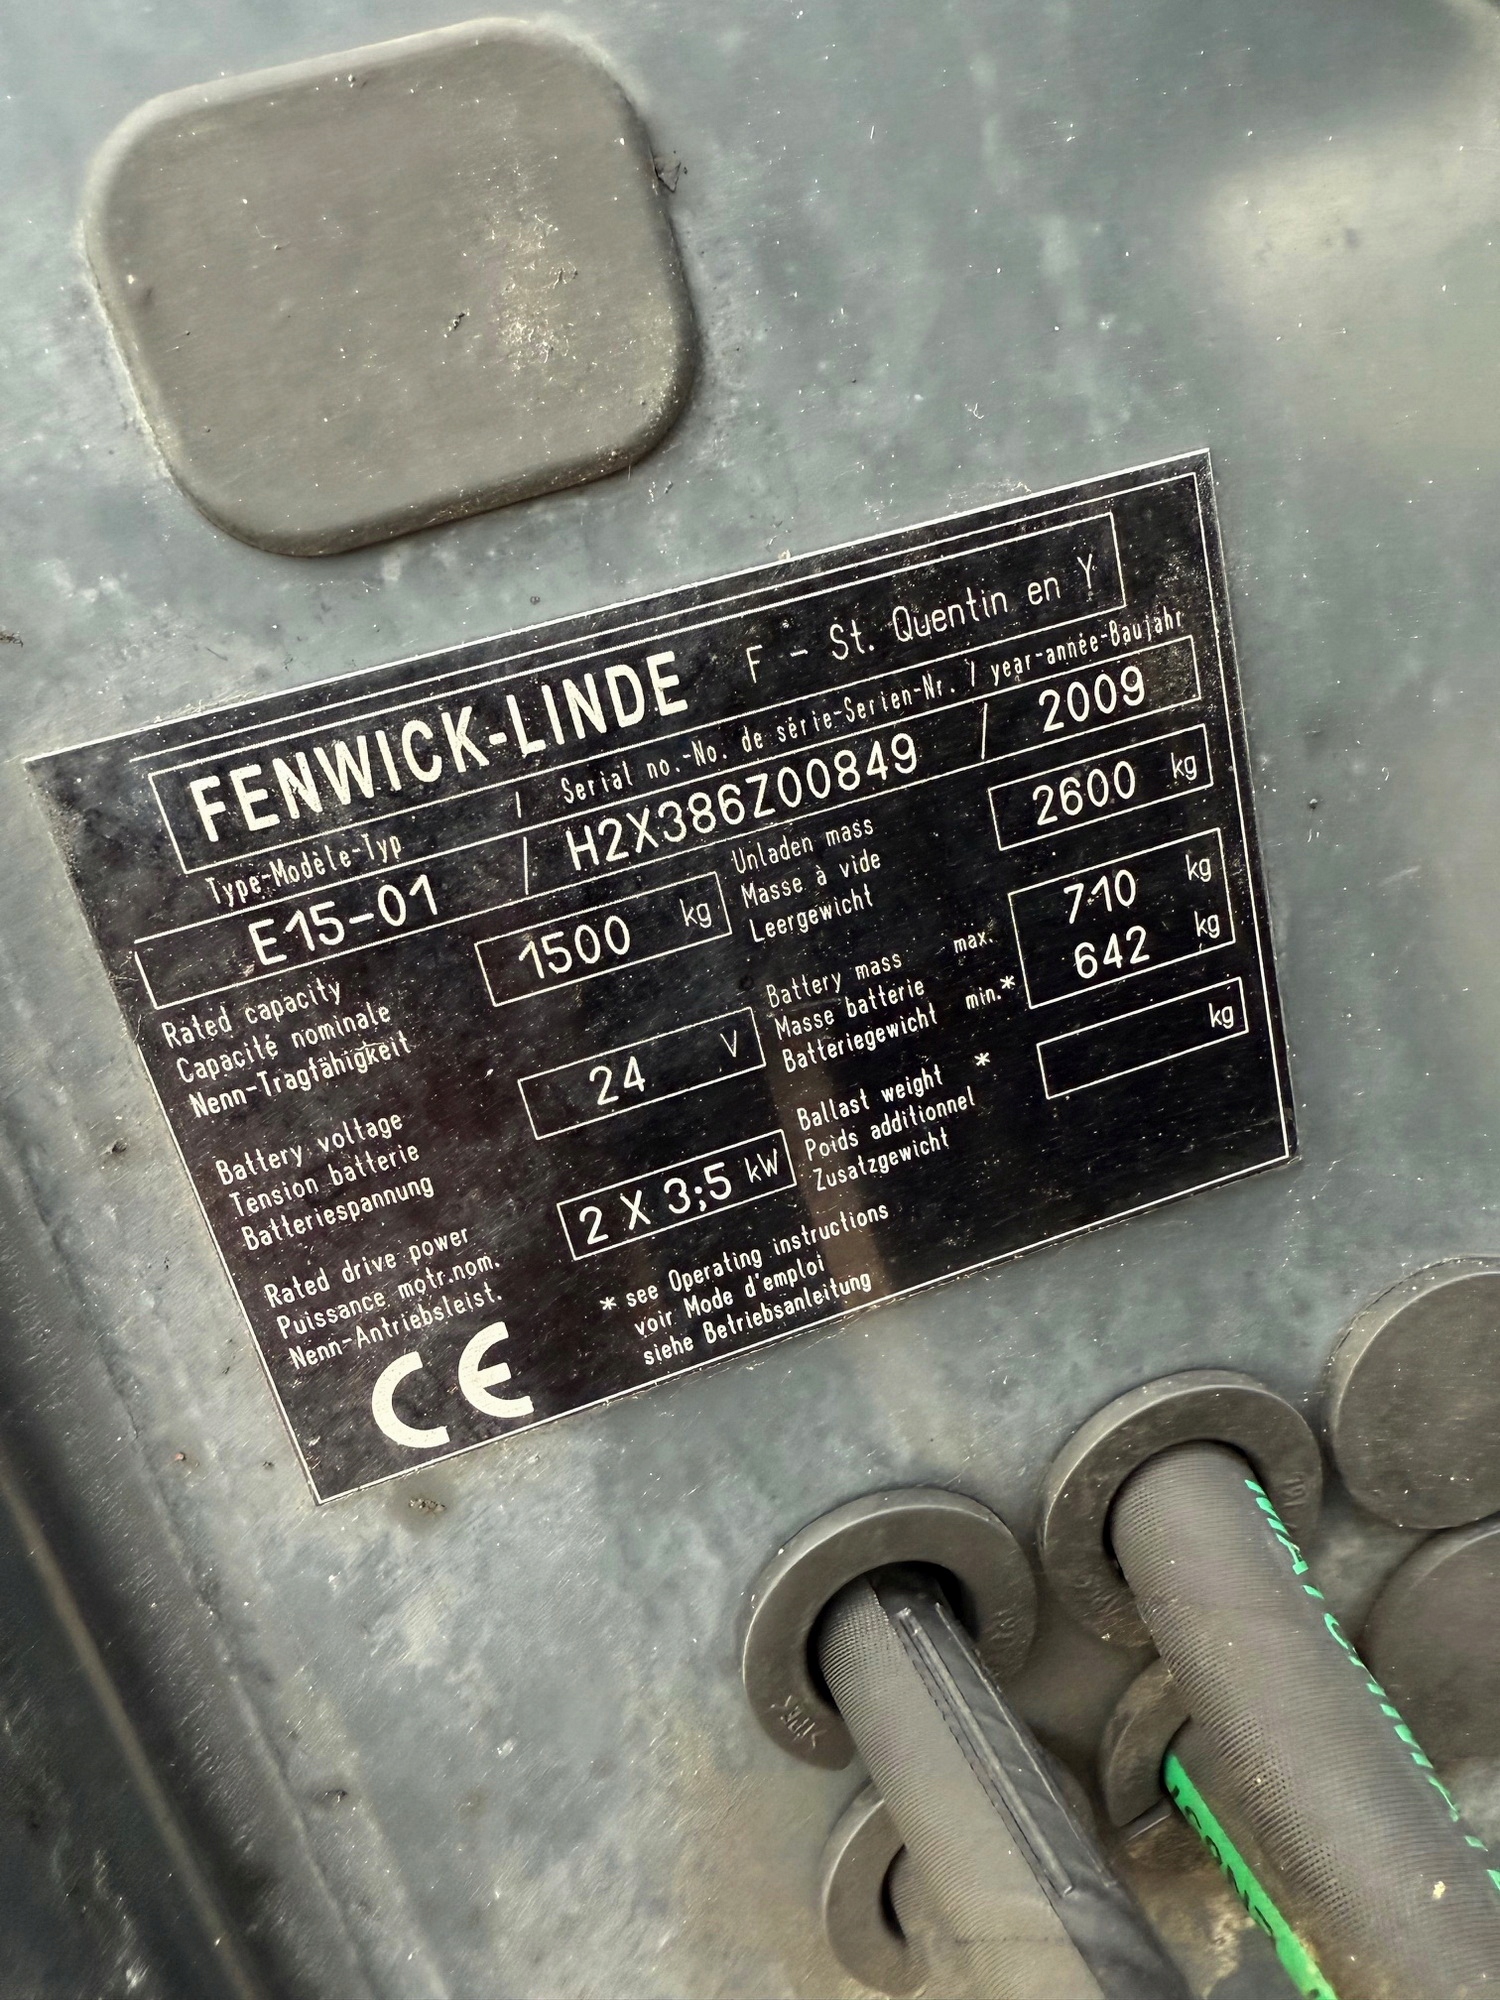 FENWICK-LINDE F - St. Quentin en Y
Type-Modèle-Typ / Serial no.-No. de série-Serien-Nr. / year-année-Baujahr
E15-01 / H2X386Z00849 / 2009
Rated capacity
Capacité nominale
Nenn-Tragfähigkeit
1500 kg
Unladen mass
Masse à vide
Leergewicht
2600 kg
Battery voltage
Tension batterie
Batteriespannung
24 V
Battery mass max.
Masse batterie
Batteriegewicht min.*
710 kg
642 kg
Rated drive power
Puissance motr.nom.
Nenn-Antriebsleist.
2 X 3;5 kW
Ballast weight *
Poids additionnel
Zusatzgewicht
kg
* see Operating instructions
voir Mode d'emploi
siehe Betriebsanleitung
CE